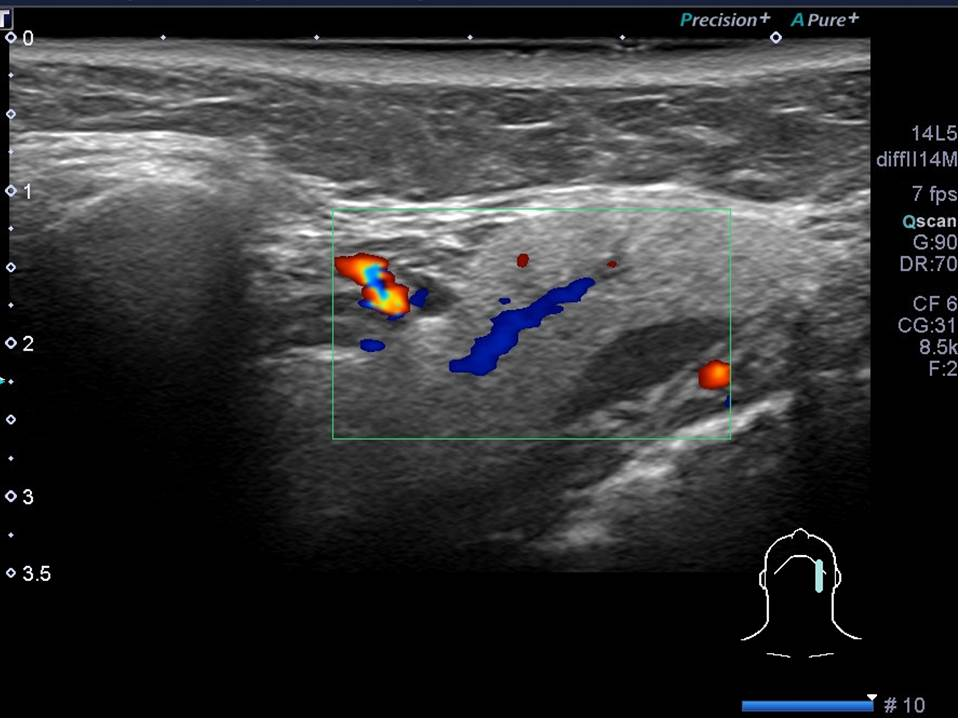 T
Precision+ A Pure+
0
1
2
3
3.5
14L5
diffII14M
7 fps
Qscan
G:90
DR:70
CF 6
CG:31
8.5k
F:2
# 10